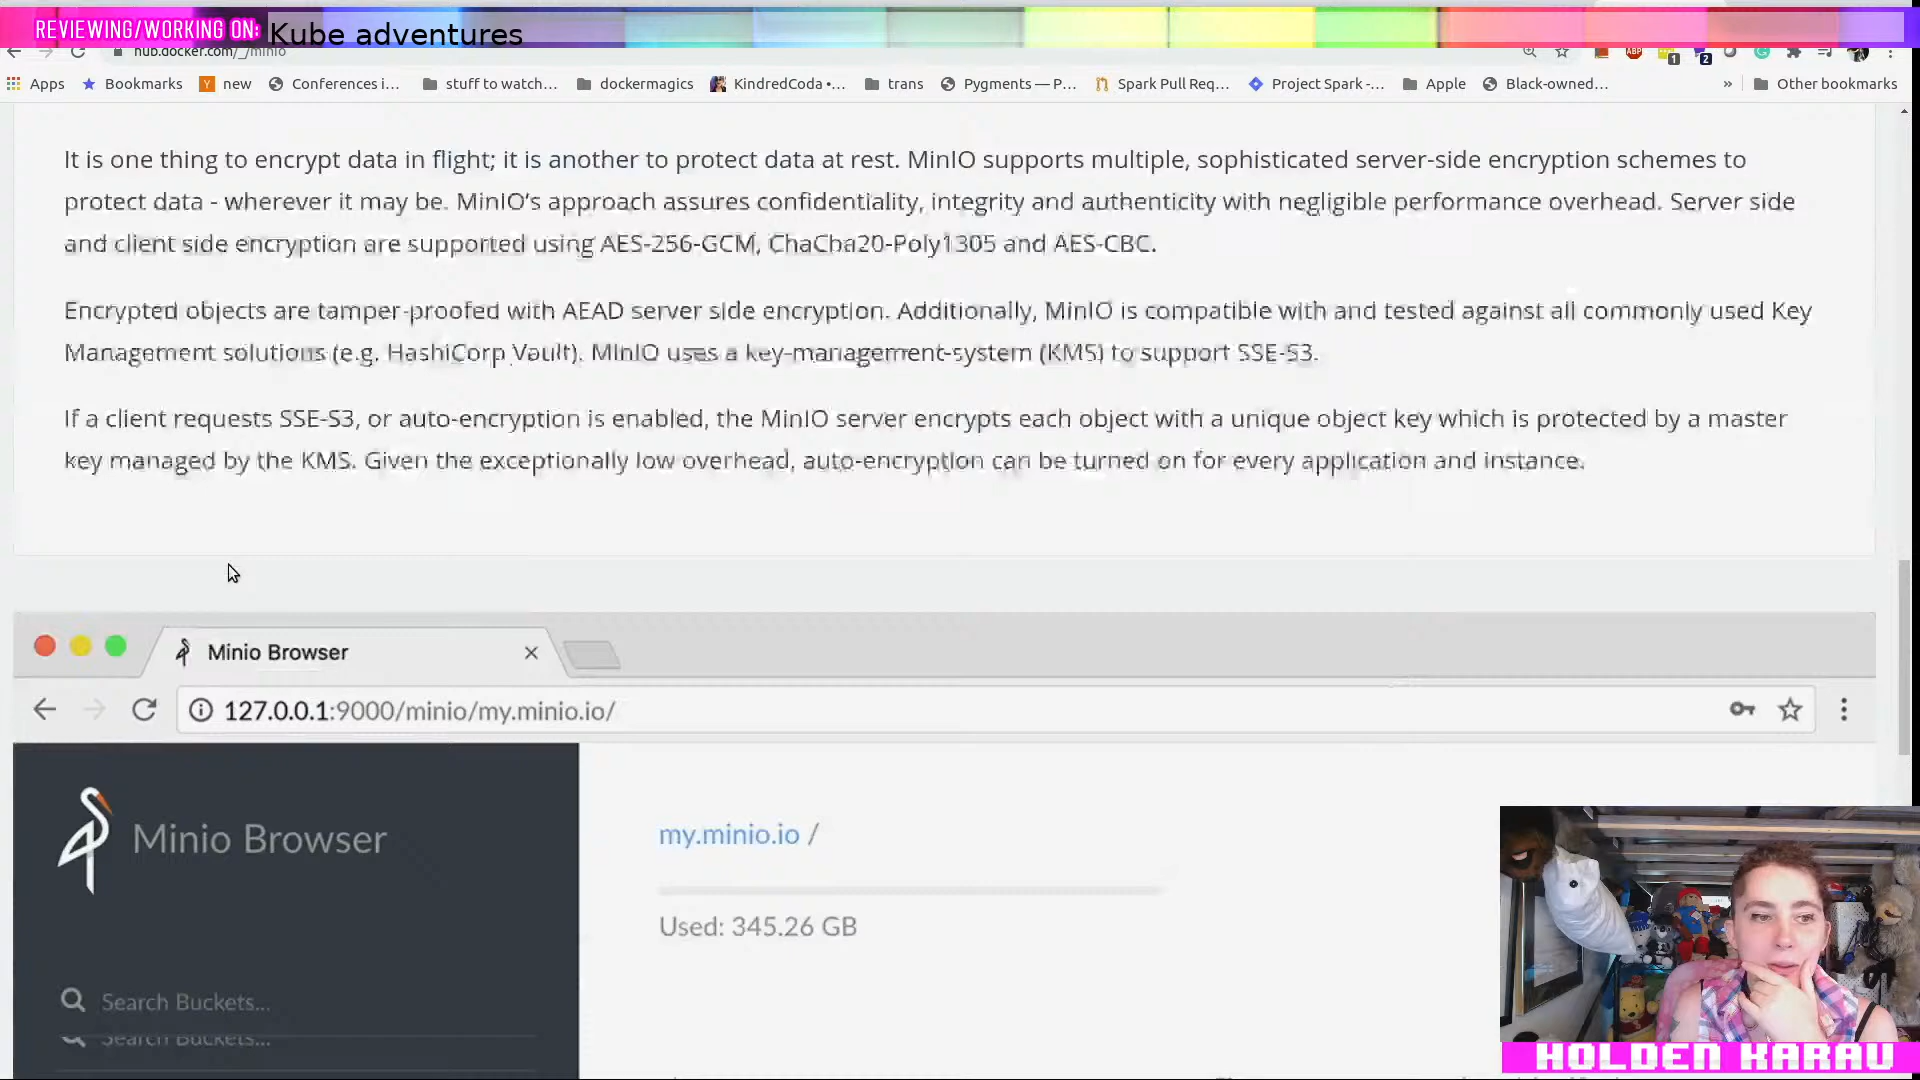 REVIEWING/WORKING ON: Kube adventures
hub.docker.com/_/minio
Apps Bookmarks new Conferences i... stuff to watch... dockermagics KindredCoda •... trans Pygments — P... Spark Pull Req... Project Spark -... Apple Black-owned... » Other bookmarks
It is one thing to encrypt data in flight; it is another to protect data at rest. MinIO supports multiple, sophisticated server-side encryption schemes to
protect data - wherever it may be. MinIO’s approach assures confidentiality, integrity and authenticity with negligible performance overhead. Server side
and client side encryption are supported using AES-256-GCM, ChaCha20-Poly1305 and AES-CBC.
Encrypted objects are tamper-proofed with AEAD server side encryption. Additionally, MinIO is compatible with and tested against all commonly used Key
Management solutions (e.g. HashiCorp Vault). MinIO uses a key-management-system (KMS) to support SSE-S3.
If a client requests SSE-S3, or auto-encryption is enabled, the MinIO server encrypts each object with a unique object key which is protected by a master
key managed by the KMS. Given the exceptionally low overhead, auto-encryption can be turned on for every application and instance.
Minio Browser
127.0.0.1:9000/minio/my.minio.io/
Minio Browser
my.minio.io /
Used: 345.26 GB
Search Buckets...
Search Buckets...
HOLDEN KARAU